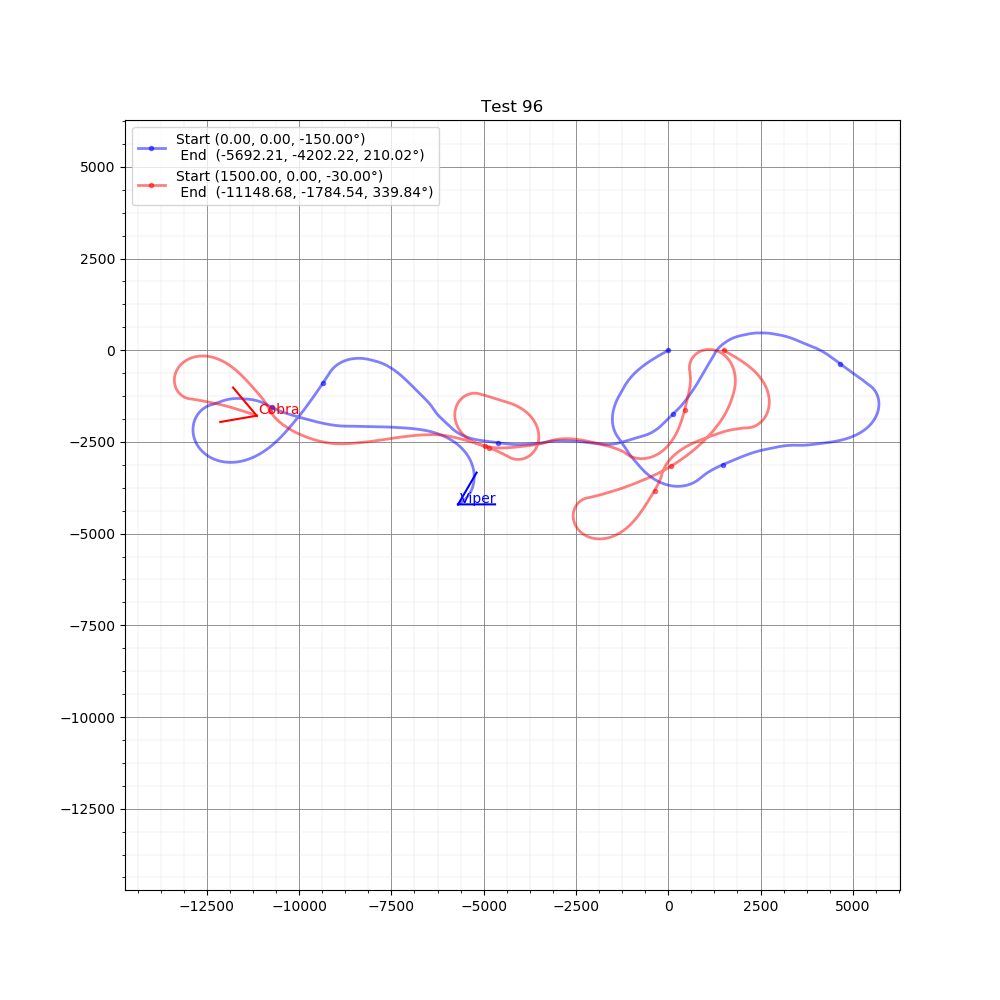 Test 96
Start (0.00, 0.00, -150.00°)
End (-5692.21, -4202.22, 210.02°)
Start (1500.00, 0.00, -30.00°)
End (-11148.68, -1784.54, 339.84°)
5000
2500
0
−2500
−5000
−7500
−10000
−12500
Cobra
Viper
−12500 −10000 −7500 −5000 −2500 0 2500 5000